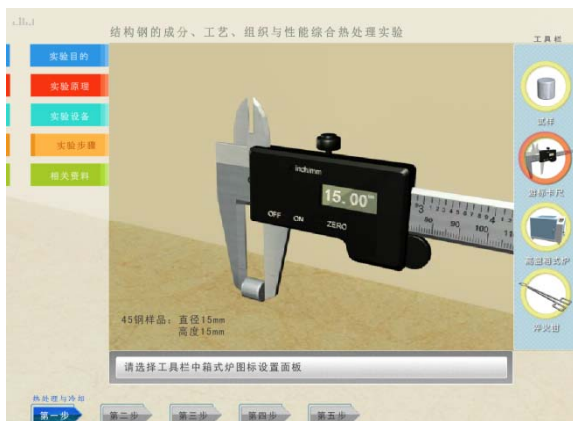 结构钢的成分、工艺、组织与性能综合热处理实验
工具栏
实验目的
实验原理
实验设备
实验步骤
相关资料
试样
游标卡尺
高温箱式炉
淬火钳
inch/mm
15.00
OFF ON ZERO
45钢样品：直径15mm
高度15mm
请选择工具栏中箱式炉图标设置面板
热处理与冷却
第一步
第二步
第三步
第四步
第五步